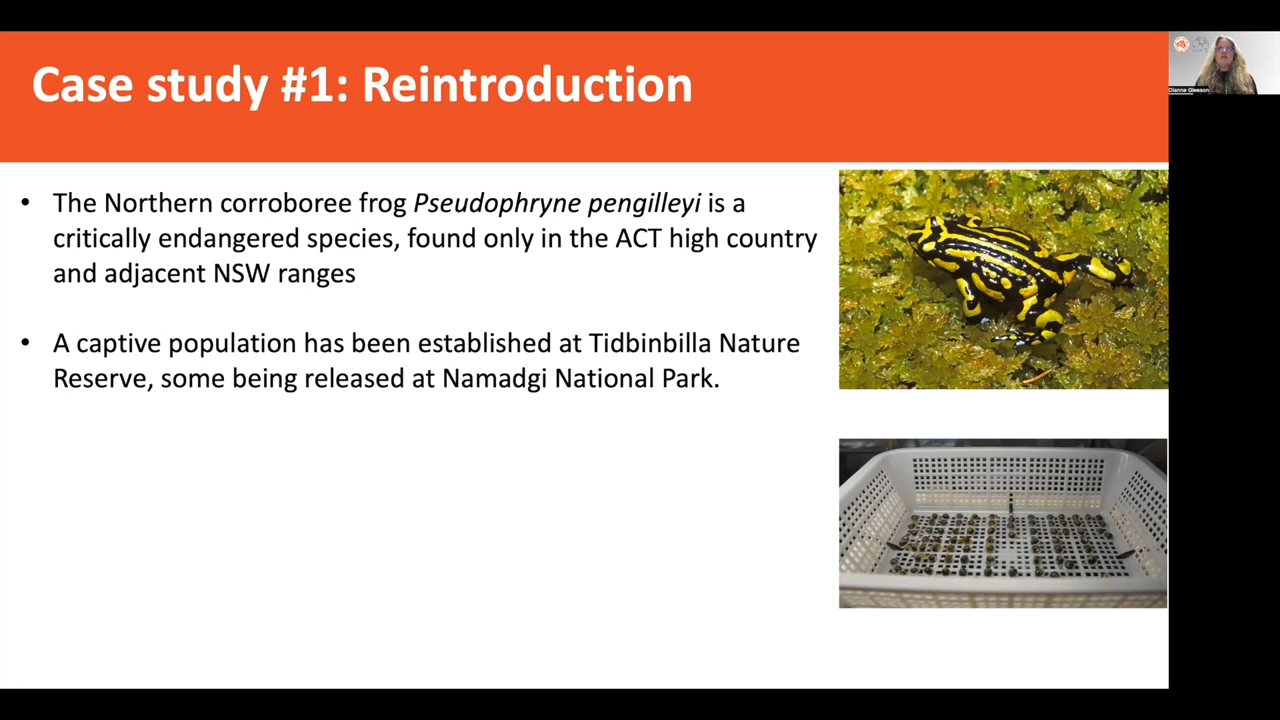 Case study #1: Reintroduction
Dianne Gleeson
• The Northern corroboree frog Pseudophryne pengilleyi is a
critically endangered species, found only in the ACT high country
and adjacent NSW ranges
• A captive population has been established at Tidbinbilla Nature
Reserve, some being released at Namadgi National Park.